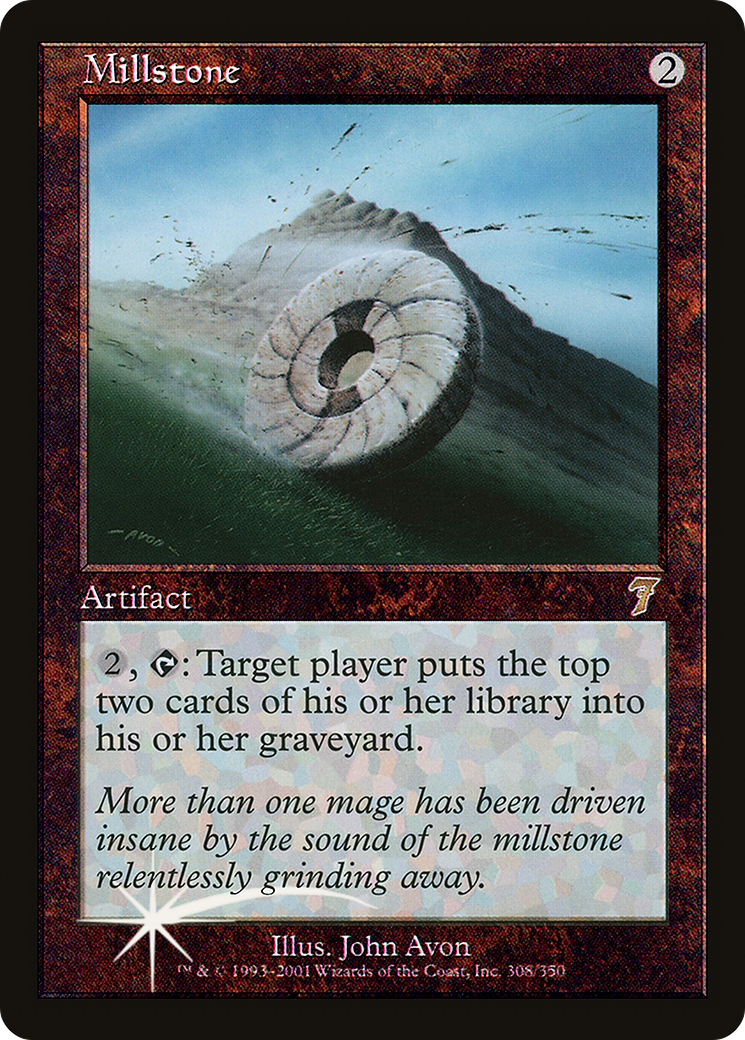 Millstone 2
AVON
Artifact 7
2, : Target player puts the top
two cards of his or her library into
his or her graveyard.
More than one mage has been driven
insane by the sound of the millstone
relentlessly grinding away.
Illus. John Avon
™ & © 1993-2001 Wizards of the Coast, Inc. 308/350